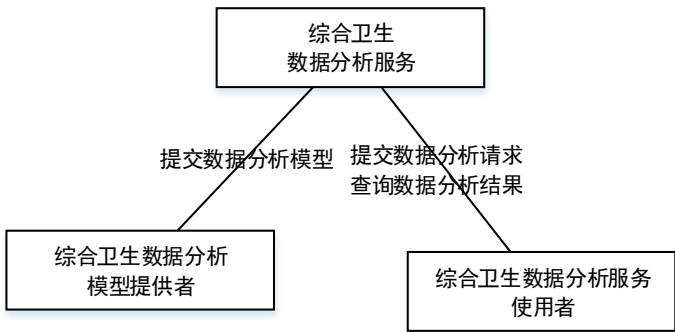 综合卫生
数据分析服务
提交数据分析模型
提交数据分析请求
查询数据分析结果
综合卫生数据分析
模型提供者
综合卫生数据分析服务
使用者